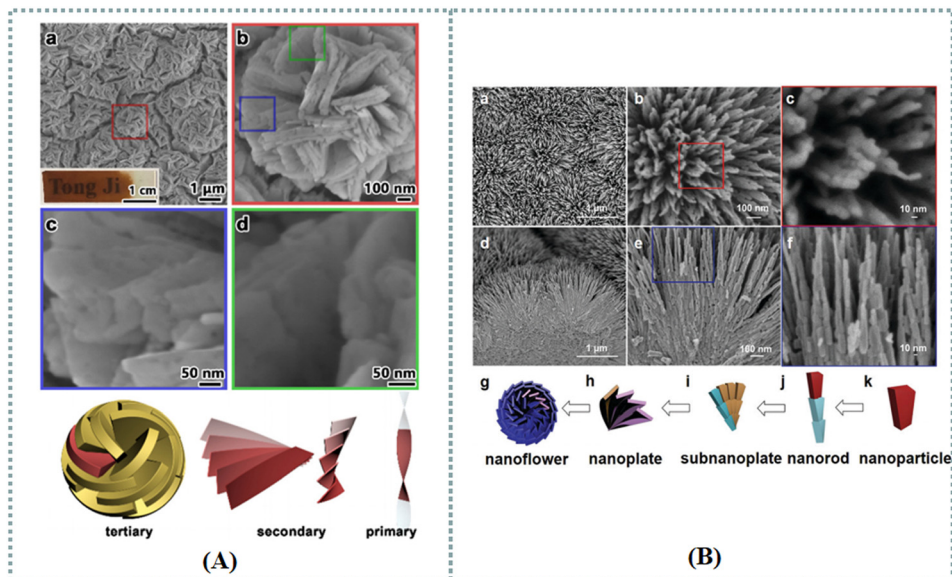 a
b
Tong Ji
1 cm
1 µm
100 nm
c
d
50 nm
50 nm
tertiary
secondary
primary
(A)
a
b
c
1 µm
100 nm
10 nm
d
e
f
1 µm
100 nm
10 nm
g
h
i
j
k
nanoflower
nanoplate
subnanoplate
nanorod
nanoparticle
(B)